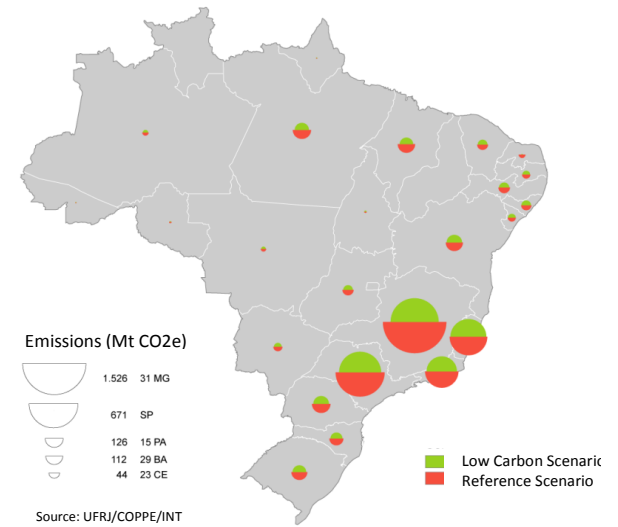 Emissions (Mt CO2e)
1.526 31 MG
671 SP
126 15 PA
112 29 BA
44 23 CE
Low Carbon Scenaric
Reference Scenario
Source: UFRJ/COPPE/INT